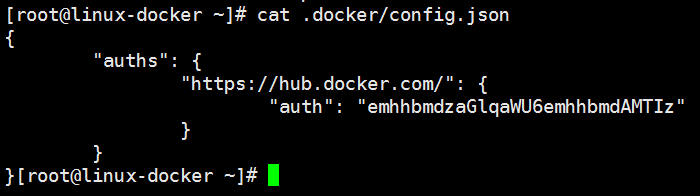 [root@linux-docker ~]# cat .docker/config.json
{
"auths": {
"https://hub.docker.com/": {
"auth": "emhhbmdzaGlqaWU6emhhbmdAMTIz"
}
}
}[root@linux-docker ~]#